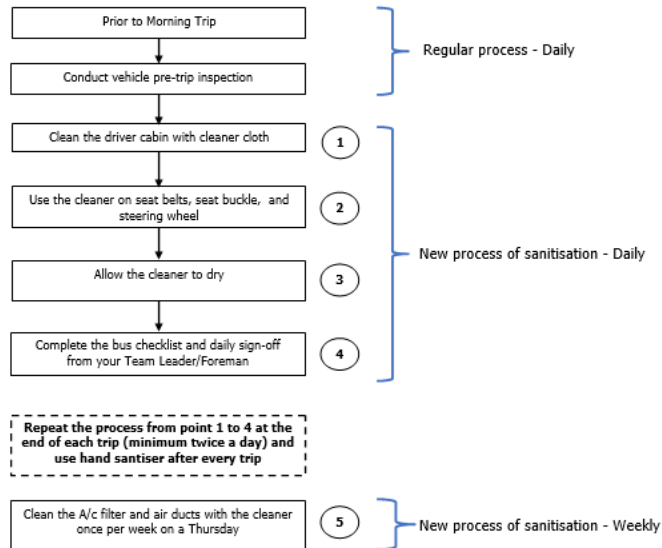 Prior to Morning Trip
Regular process - Daily
Conduct vehicle pre-trip inspection
Clean the driver cabin with cleaner cloth
1
Use the cleaner on seat belts, seat buckle, and
steering wheel
2
New process of sanitisation - Daily
Allow the cleaner to dry
3
Complete the bus checklist and daily sign-off
from your Team Leader/Foreman
4
Repeat the process from point 1 to 4 at the
end of each trip (minimum twice a day) and
use hand santiser after every trip
Clean the A/c filter and air ducts with the cleaner
once per week on a Thursday
5
New process of sanitisation - Weekly